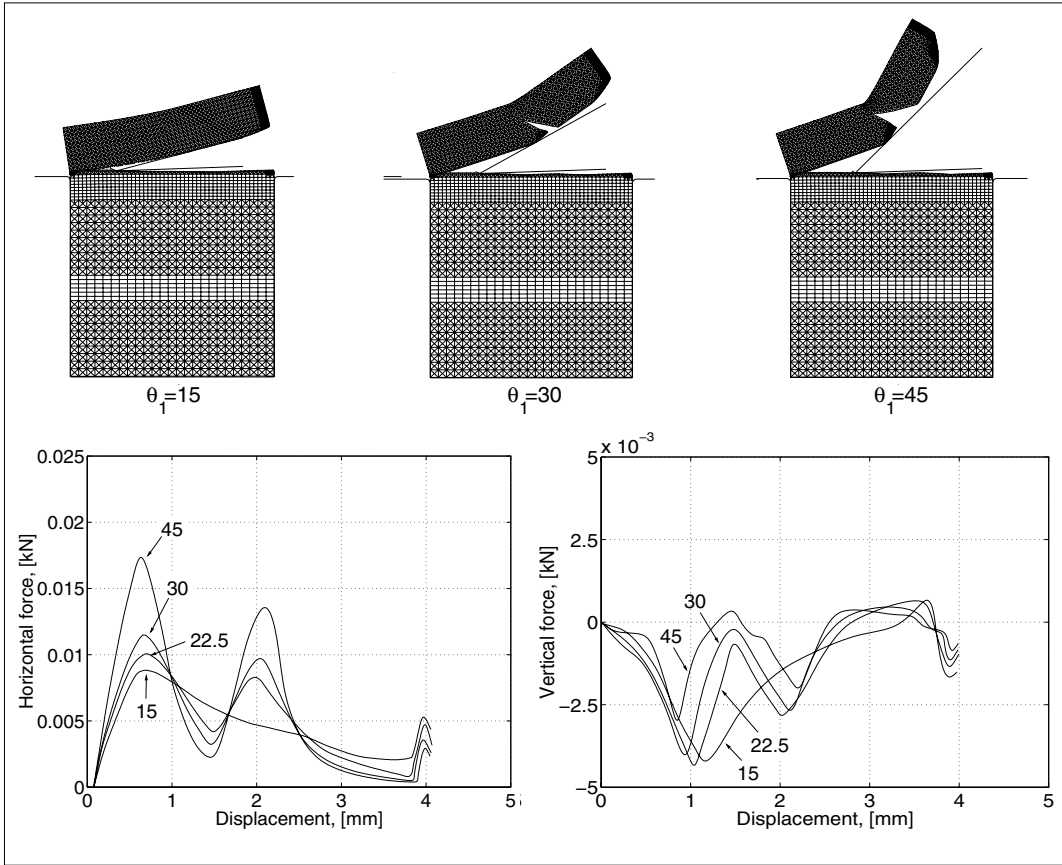 θ₁=15
θ₁=30
θ₁=45
0.025
0.02
0.015
0.01
0.005
0
Horizontal force, [kN]
45
30
22.5
15
0 1 2 3 4 5
Displacement, [mm]
x 10⁻³
5
2.5
0
−2.5
−5
Vertical force, [kN]
45
30
22.5
15
0 1 2 3 4 5
Displacement, [mm]